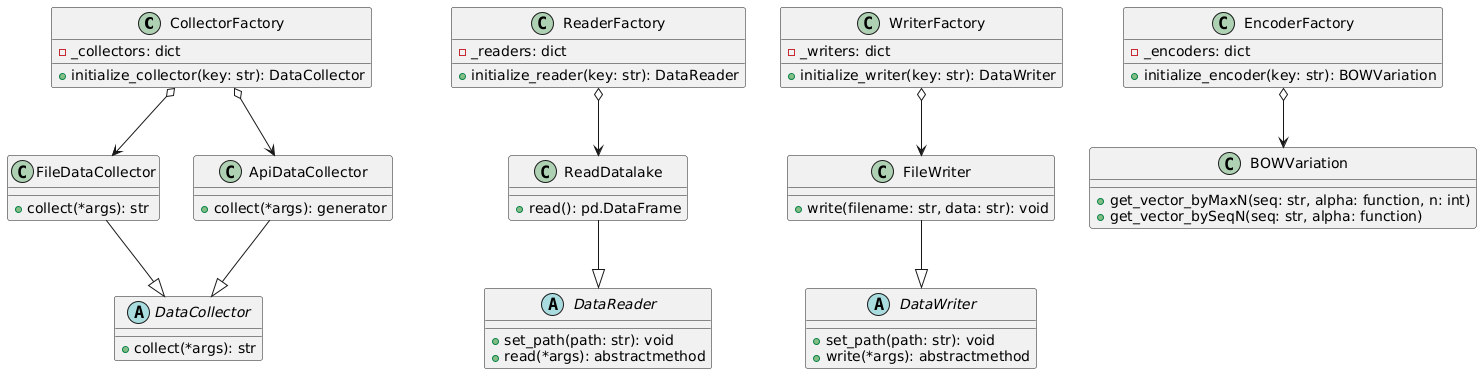 C CollectorFactory
_collectors: dict
initialize_collector(key: str): DataCollector
C ReaderFactory
_readers: dict
initialize_reader(key: str): DataReader
C WriterFactory
_writers: dict
initialize_writer(key: str): DataWriter
C EncoderFactory
_encoders: dict
initialize_encoder(key: str): BOWVariation
C FileDataCollector
collect(*args): str
C ApiDataCollector
collect(*args): generator
C ReadDatalake
read(): pd.DataFrame
C FileWriter
write(filename: str, data: str): void
C BOWVariation
get_vector_byMaxN(seq: str, alpha: function, n: int)
get_vector_bySeqN(seq: str, alpha: function)
A DataCollector
collect(*args): str
A DataReader
set_path(path: str): void
read(*args): abstractmethod
A DataWriter
set_path(path: str): void
write(*args): abstractmethod